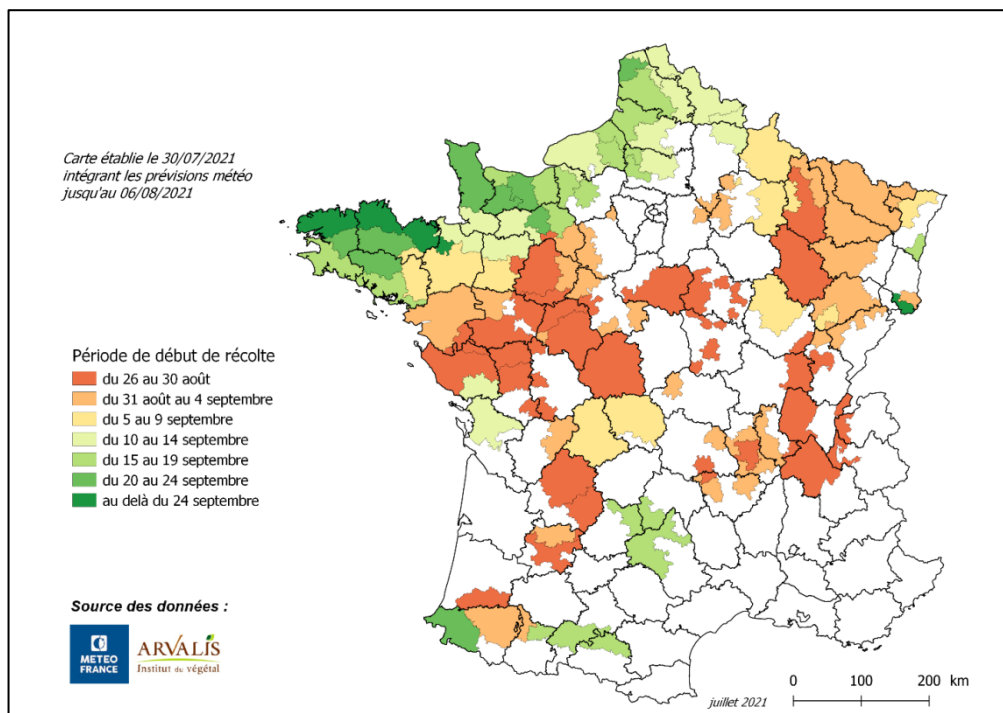 Carte établie le 30/07/2021
intégrant les prévisions météo
jusqu'au 06/08/2021
Période de début de récolte
du 26 au 30 août
du 31 août au 4 septembre
du 5 au 9 septembre
du 10 au 14 septembre
du 15 au 19 septembre
du 20 au 24 septembre
au delà du 24 septembre
Source des données :
METEO
FRANCE
ARVALIS
Institut du végétal
juillet 2021
0 100 200 km